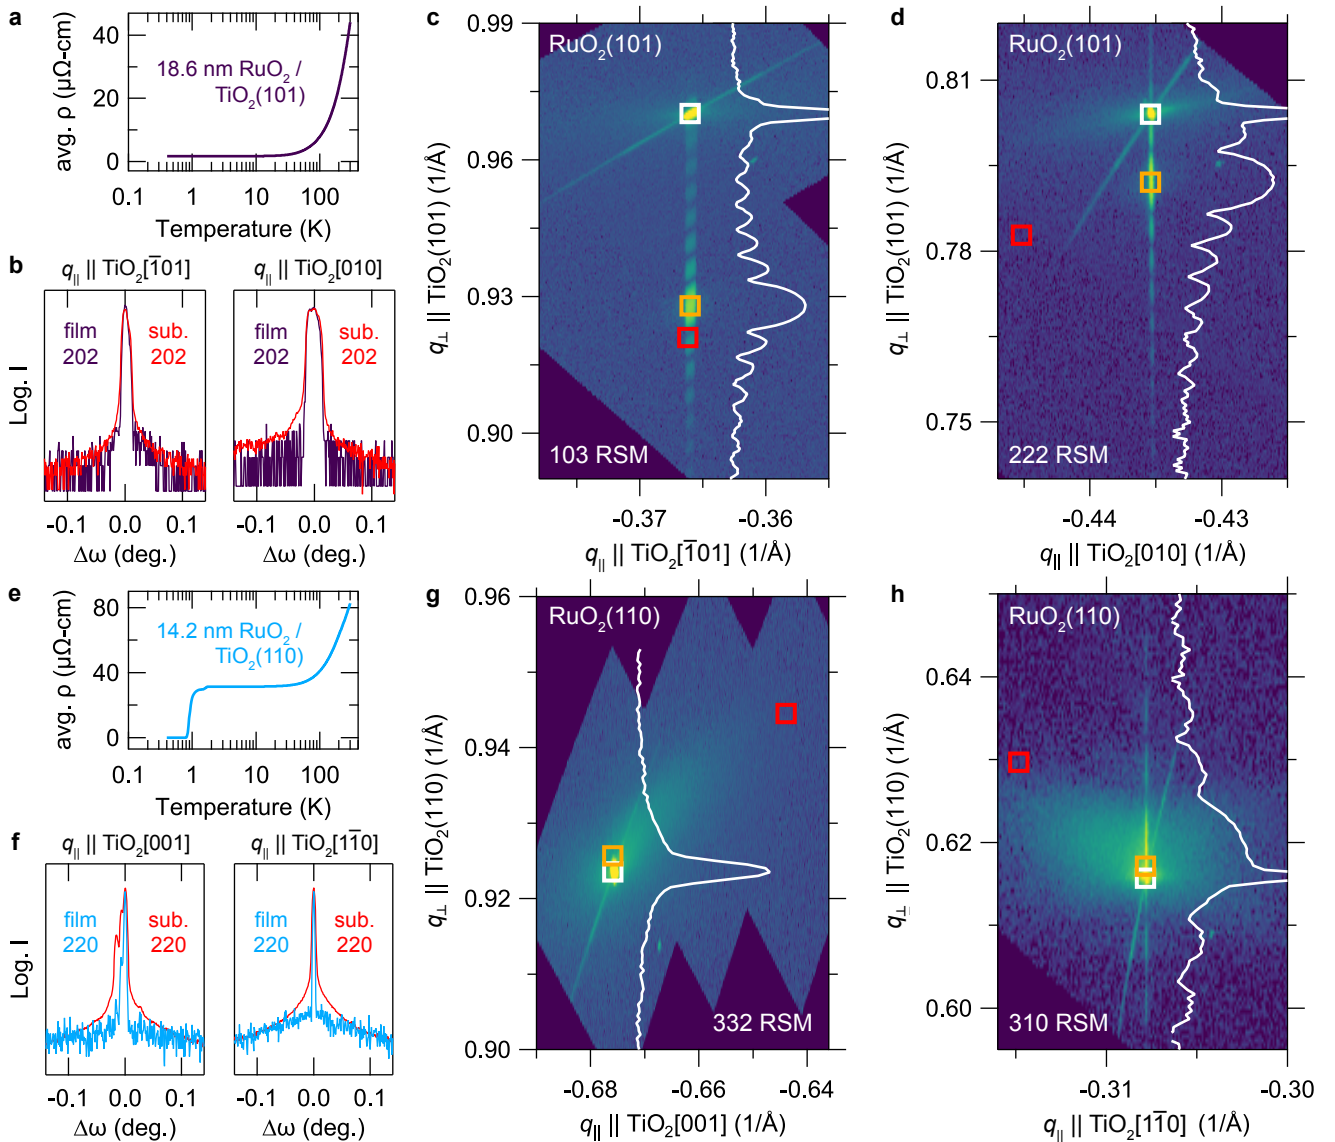 a
avg. ρ (μΩ-cm)
40
20
0
18.6 nm RuO₂ /
TiO₂(101)
0.1 1 10 100
Temperature (K)
b
q|| || TiO₂[1̅01]
q|| || TiO₂[010]
Log. I
film
202
sub.
202
film
202
sub.
202
-0.1 0.0 0.1
-0.1 0.0 0.1
Δω (deg.)
Δω (deg.)
c
RuO₂(101)
q⊥ || TiO₂(101) (1/Å)
0.99
0.96
0.93
0.90
103 RSM
-0.37 -0.36
q|| || TiO₂[1̅01] (1/Å)
d
RuO₂(101)
q⊥ || TiO₂(101) (1/Å)
0.81
0.78
0.75
222 RSM
-0.44 -0.43
q|| || TiO₂[010] (1/Å)
e
avg. ρ (μΩ-cm)
80
40
0
14.2 nm RuO₂ /
TiO₂(110)
0.1 1 10 100
Temperature (K)
f
q|| || TiO₂[001]
q|| || TiO₂[11̅0]
Log. I
film
220
sub.
220
film
220
sub.
220
-0.1 0.0 0.1
-0.1 0.0 0.1
Δω (deg.)
Δω (deg.)
g
RuO₂(110)
q⊥ || TiO₂(110) (1/Å)
0.96
0.94
0.92
0.90
332 RSM
-0.68 -0.66 -0.64
q|| || TiO₂[001] (1/Å)
h
RuO₂(110)
q⊥ || TiO₂(110) (1/Å)
0.64
0.62
0.60
310 RSM
-0.31 -0.30
q|| || TiO₂[11̅0] (1/Å)